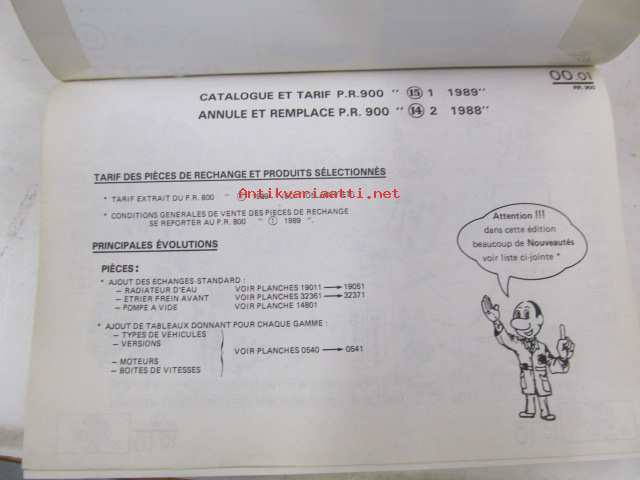 00.01
P.R. 900
CATALOGUE ET TARIF P.R.900 " ⑮ 1 1989"
ANNULE ET REMPLACE P.R. 900 " ⑭ 2 1988"
TARIF DES PIÈCES DE RECHANGE ET PRODUITS SÉLECTIONNÉS
* TARIF EXTRAIT DU P.R. 800 "
Antikvariaatti.net
* CONDITIONS GENERALES DE VENTE DES PIECES DE RECHANGE
SE REPORTER AU P.R. 800 " ① 1989 ".
PRINCIPALES ÉVOLUTIONS
PIÈCES :
* AJOUT DES ÉCHANGES-STANDARD :
– RADIATEUR D'EAU VOIR PLANCHES 19011 → 19051
– ETRIER FREIN AVANT VOIR PLANCHES 32361 → 32371
– POMPE A VIDE VOIR PLANCHE 14801
* AJOUT DE TABLEAUX DONNANT POUR CHAQUE GAMME :
– TYPES DE VÉHICULES
– VERSIONS
VOIR PLANCHES 0540 → 0541
– MOTEURS
– BOITES DE VITESSES
Attention !!!
dans cette édition
beaucoup de Nouveautés
voir liste ci-jointe *